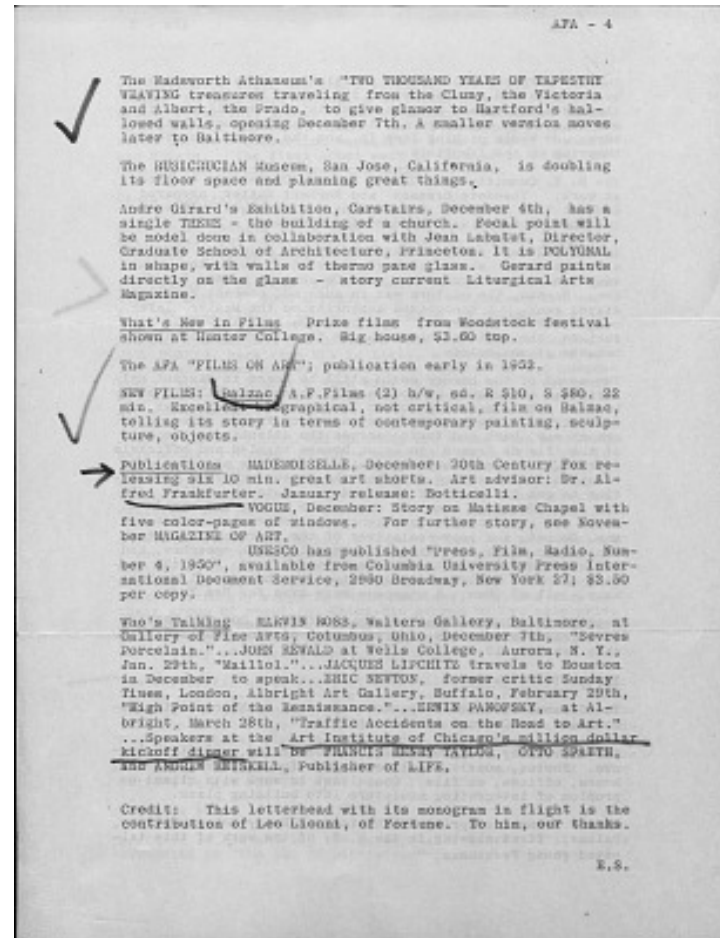 AFA - 4
The Wadsworth Athaneum's "TWO THOUSAND YEARS OF TAPESTRY
WEAVING treasures traveling from the Cluny, the Victoria
and Albert, the Prado, to give glamor to Hartford's hal-
lowed walls, opening December 7th. A smaller version moves
later to Baltimore.
The RUSICRUCIAN Museum, San Jose, California, is doubling
its floor space and planning great things.
Andre Girard's Exhibition, Carstairs, December 4th, has a
single THEME - the building of a church. Focal point will
be model done in collaboration with Jean Labatut, Director,
Graduate School of Architecture, Princeton. It is POLYGNAL
in shape, with walls of thermo pane glass. Gerard paints
directly on the glass - story current Liturgical Arts
Magazine.
What's New in Films Prize films from Woodstock festival
shown at Hunter College. Big house, $3.60 top.
The AFA "FILMS ON ART"; publication early in 1952.
NEW FILMS: Balzac A.F.Films (2) b/w, sd. R $10, S $80. 22
min. Excellent biographical, not critical, film on Balzac,
telling its story in terms of contemporary painting, sculp-
ture, objects.
Publications MADEMOISELLE, December: 20th Century Fox re-
leasing six 10 min. great art shorts. Art advisor: Dr. Al-
fred Frankfurter. January release: Botticelli.
VOGUE, December: Story on Matisse Chapel with
five color-pages of windows. For further story, see Novem-
ber MAGAZINE OF ART.
UNESCO has published "Press, Film, Radio, Num-
ber 4, 1950", available from Columbia University Press Inter-
national Document Service, 2960 Broadway, New York 27; $3.50
per copy.
Who's Talking MARVIN ROSS, Walters Gallery, Baltimore, at
Gallery of Fine Arts, Columbus, Ohio, December 7th, "Sevres
Porcelain."...JOHN REWALD at Wells College, Aurora, N. Y.,
Jan. 29th, "Maillol."...JACQUES LIPCHITZ travels to Houston
in December to speak...ERIC NEWTON, former critic Sunday
Times, London, Albright Art Gallery, Buffalo, February 29th,
"High Point of the Renaissance."...ERWIN PANOFSKY, at Al-
bright, March 28th, "Traffic Accidents on the Road to Art."
...Speakers at the Art Institute of Chicago's million dollar
kickoff dinner will be FRANCIS HENRY TAYLOR, OTTO SPAETH,
and ANDREW HEISKELL, Publisher of LIFE.
Credit: This letterhead with its monogram in flight is the
contribution of Leo Lionni, of Fortune. To him, our thanks.
E.S.